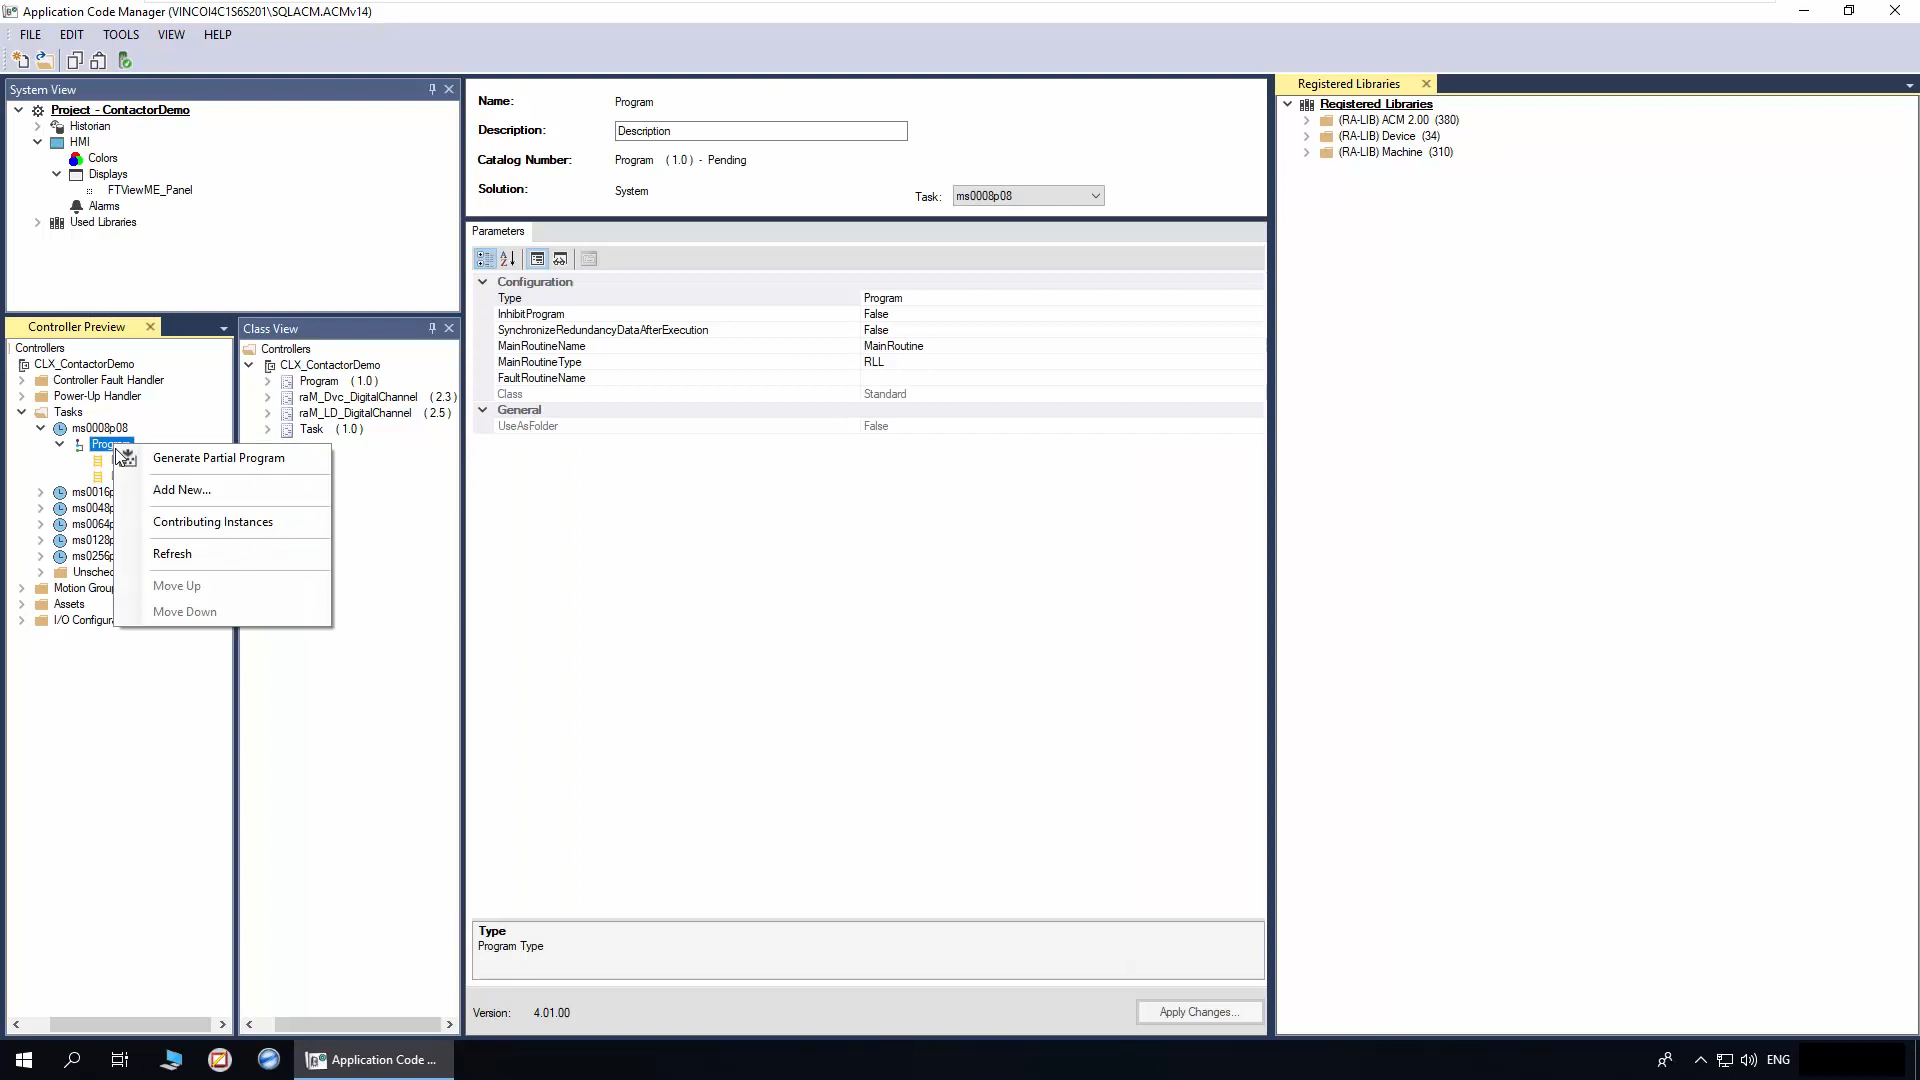 Application Code Manager (VINCOI4C1S6S201\SQLACM.ACMv14)
FILE EDIT TOOLS VIEW HELP
System View
Project - ContactorDemo
Historian
HMI
Colors
Displays
FTViewME_Panel
Alarms
Used Libraries
Controller Preview
Controllers
CLX_ContactorDemo
Controller Fault Handler
Power-Up Handler
Tasks
ms0008p08
Generate Partial Program
Add New...
Contributing Instances
Refresh
Move Up
Move Down
Assets
Class View
Controllers
CLX_ContactorDemo
Program (1.0)
raM_Dvc_DigitalChannel (2.3)
raM_LD_DigitalChannel (2.5)
Task (1.0)
Name: Program
Description: Description
Catalog Number: Program (1.0) - Pending
Solution: System
Task: ms0008p08
Parameters
Configuration
Type Program
InhibitProgram False
SynchronizeRedundancyDataAfterExecution False
MainRoutineName MainRoutine
MainRoutineType RLL
FaultRoutineName
Class Standard
General
UseAsFolder False
Type
Program Type
Version: 4.01.00
Apply Changes...
Registered Libraries
Registered Libraries
(RA-LIB) ACM 2.00 (380)
(RA-LIB) Device (34)
(RA-LIB) Machine (310)
Application Code ...
ENG